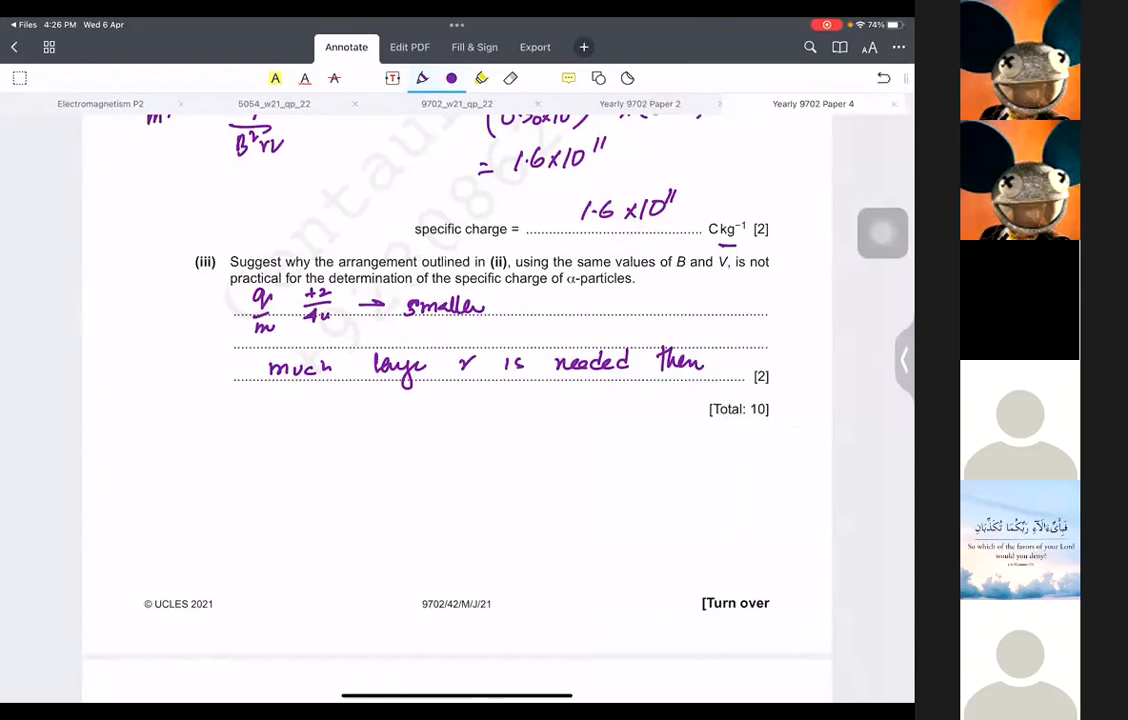 Files 4:26 PM Wed 6 Apr
74%
Annotate Edit PDF Fill & Sign Export
Electromagnetism P2 5054_w21_qp_22 9702_w21_qp_22 Yearly 9702 Paper 2 Yearly 9702 Paper 4
B²rv
= 1.6×10¹¹
1.6 ×10¹¹
specific charge = ................................................ C kg⁻¹ [2]
(iii) Suggest why the arrangement outlined in (ii), using the same values of B and V, is not
practical for the determination of the specific charge of α-particles.
q/m +2/4u → smaller
much large r is needed then
[2]
[Total: 10]
© UCLES 2021 9702/42/M/J/21 [Turn over
فَبِأَيِّ ءَالَآءِ رَبِّكُمَا تُكَذِّبَانِ
So which of the favors of your Lord
would you deny?